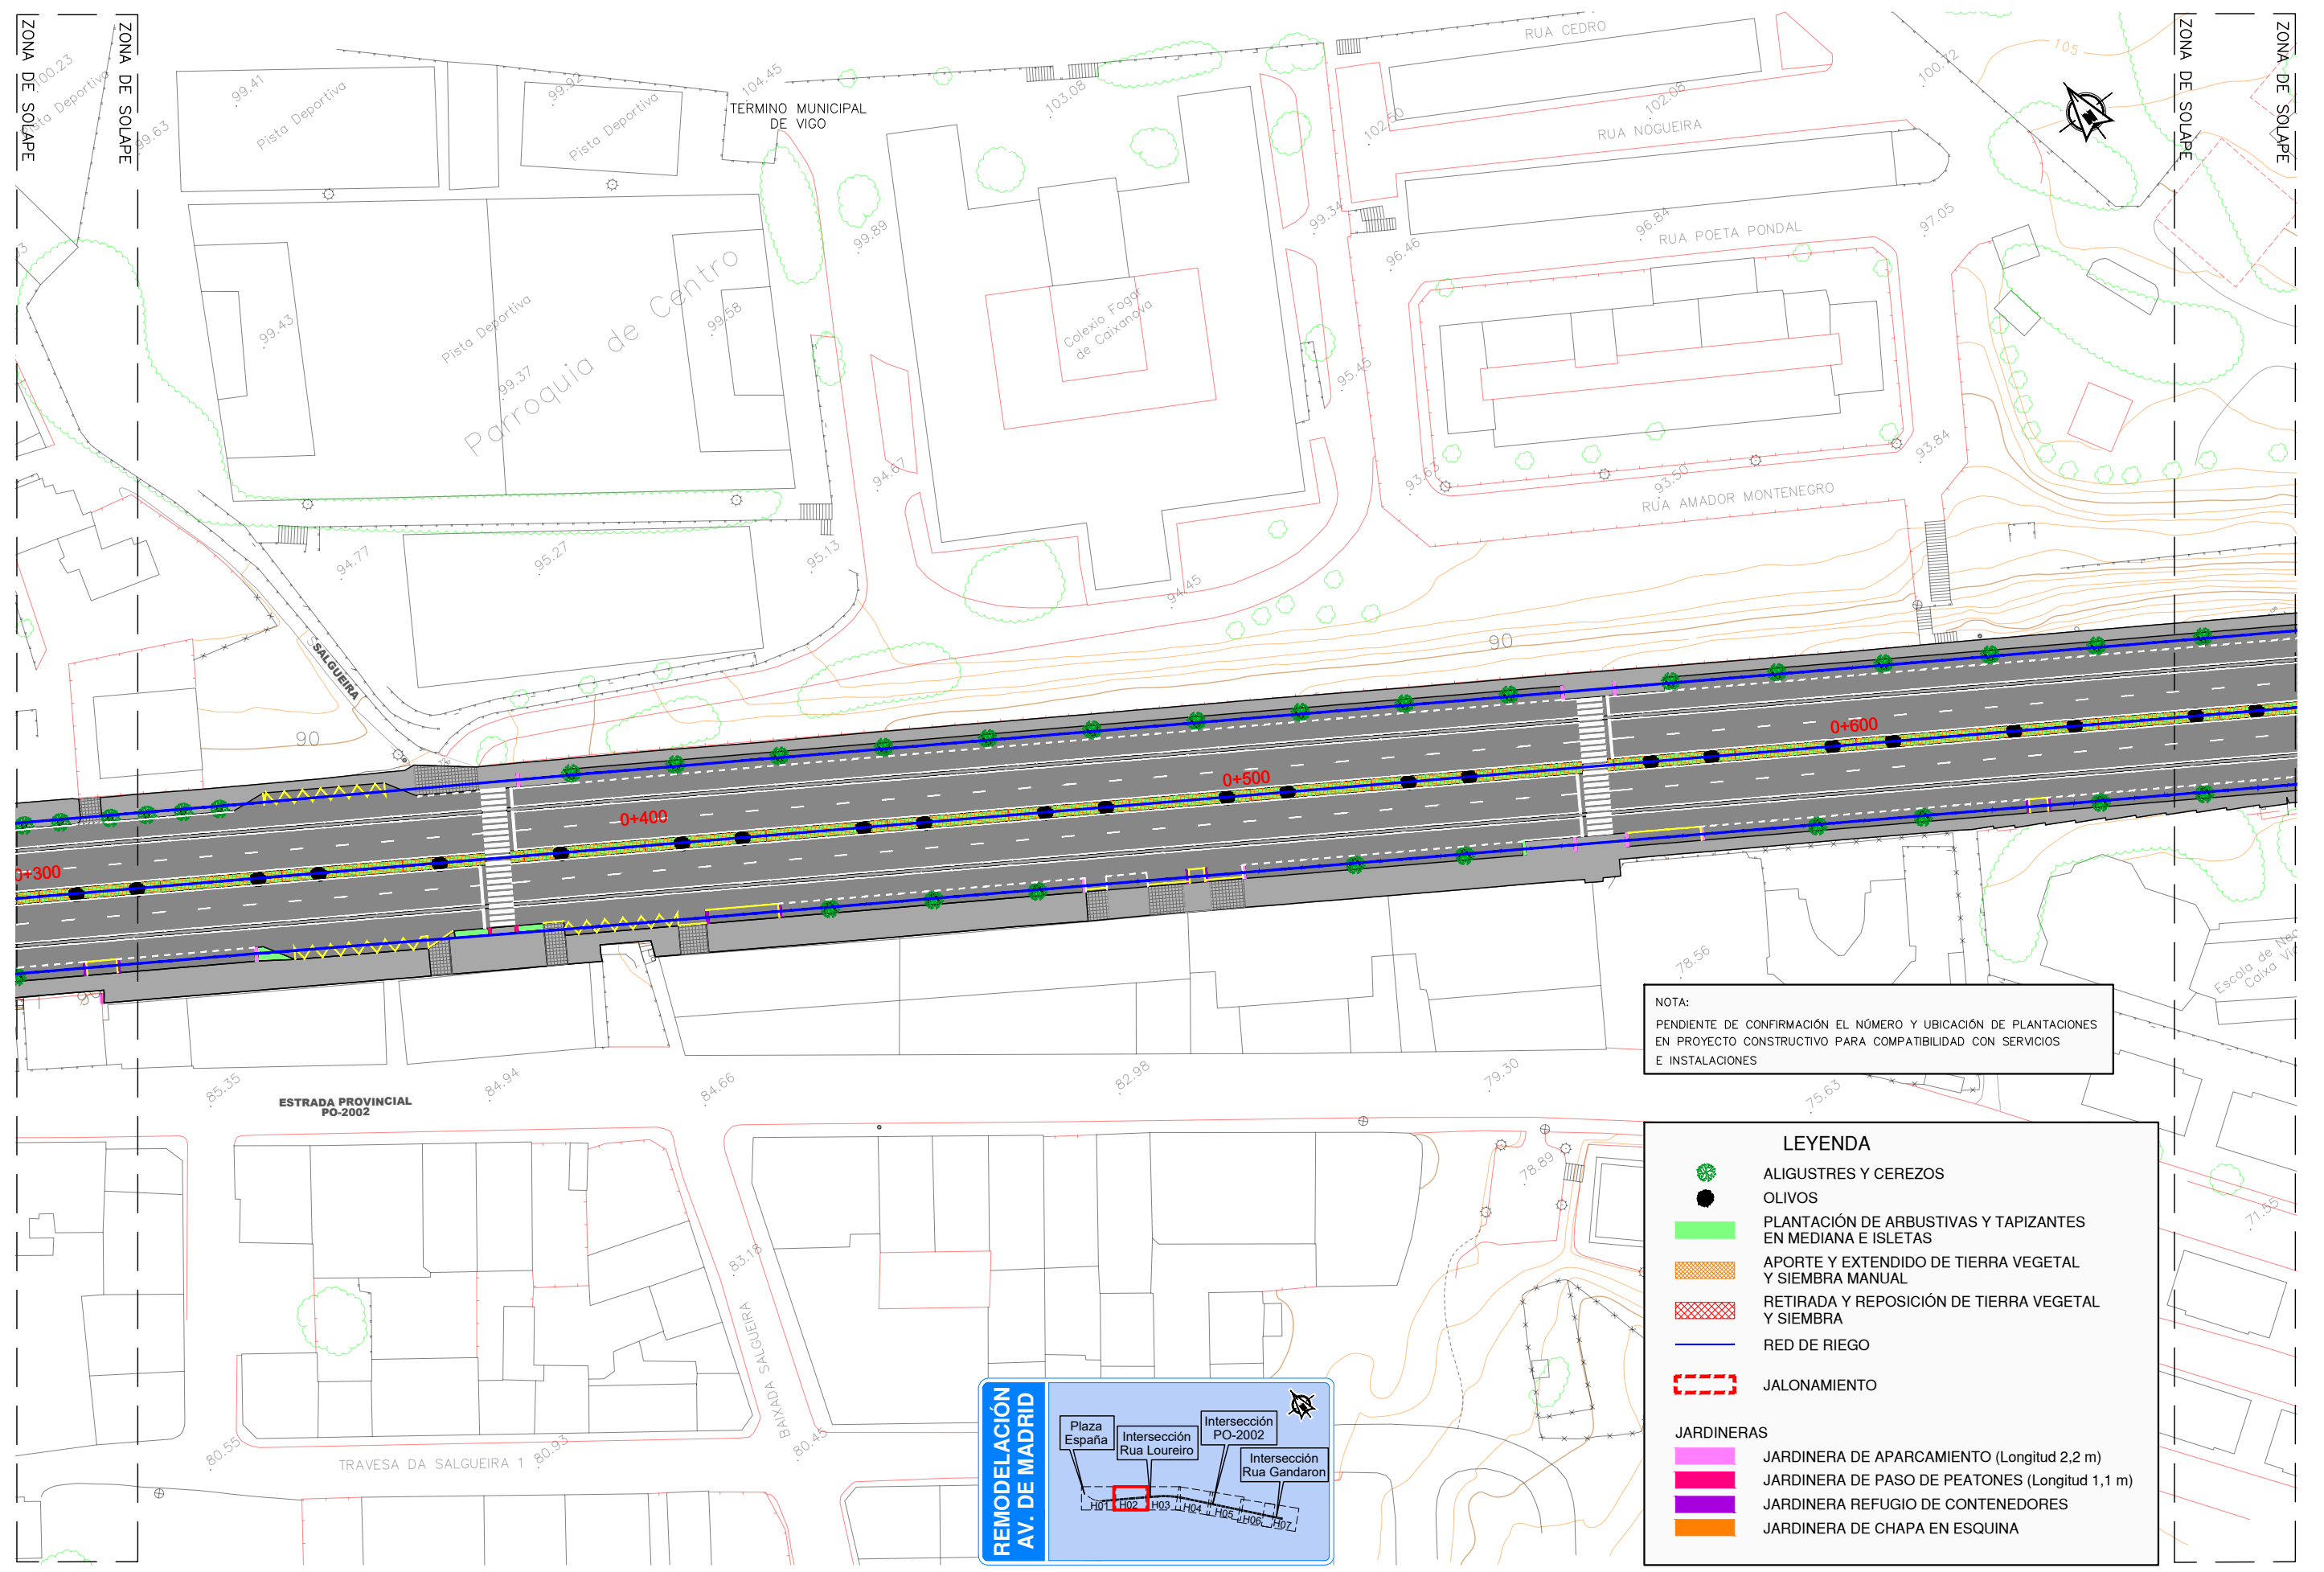 ZONA DE SOLAPE
ZONA DE SOLAPE
ZONA DE SOLAPE
ZONA DE SOLAPE
100.23
Pista Deportiva
99.63
99.41
Pista Deportiva
99.92
Pista Deportiva
104.45
TERMINO MUNICIPAL
DE VIGO
103.08
RUA CEDRO
102.50
102.08
RUA NOGUEIRA
100.72
105
99.89
99.34
96.46
96.84
RUA POETA PONDAL
97.05
Parroquia de Centro
99.43
Pista Deportiva
99.37
99.58
Colexio Fogar
de Caixanova
95.45
94.67
93.63
93.50
93.84
RUA AMADOR MONTENEGRO
94.77
95.27
95.13
94.45
SALGUEIRA
90
90
0+300
0+400
0+500
0+600
78.56
Escola de Neg
Caixa Vi
NOTA:
PENDIENTE DE CONFIRMACIÓN EL NÚMERO Y UBICACIÓN DE PLANTACIONES
EN PROYECTO CONSTRUCTIVO PARA COMPATIBILIDAD CON SERVICIOS
E INSTALACIONES
85.35
ESTRADA PROVINCIAL
PO-2002
84.94
84.66
82.98
79.30
75.63
78.89
71.55
83.18
BAIXADA SALGUEIRA
80.55
TRAVESA DA SALGUEIRA 1
80.93
80.45
LEYENDA
ALIGUSTRES Y CEREZOS
OLIVOS
PLANTACIÓN DE ARBUSTIVAS Y TAPIZANTES
EN MEDIANA E ISLETAS
APORTE Y EXTENDIDO DE TIERRA VEGETAL
Y SIEMBRA MANUAL
RETIRADA Y REPOSICIÓN DE TIERRA VEGETAL
Y SIEMBRA
RED DE RIEGO
JALONAMIENTO
JARDINERAS
JARDINERA DE APARCAMIENTO (Longitud 2,2 m)
JARDINERA DE PASO DE PEATONES (Longitud 1,1 m)
JARDINERA REFUGIO DE CONTENEDORES
JARDINERA DE CHAPA EN ESQUINA
REMODELACIÓN
AV. DE MADRID
Plaza
España
Intersección
Rua Loureiro
Intersección
PO-2002
Intersección
Rua Gandaron
H01
H02
H03
H04
H05
H06
H07